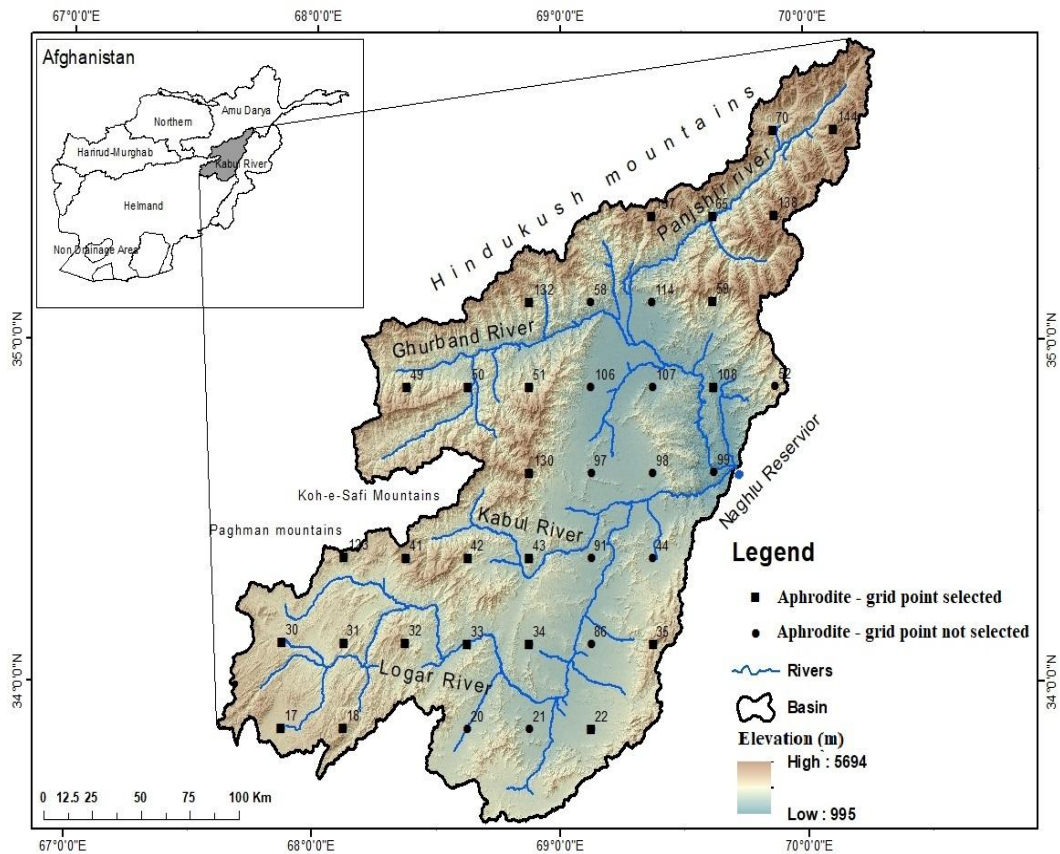 67°0'0"E 68°0'0"E 69°0'0"E 70°0'0"E
Afghanistan
Amu Darya
Northern
Harirud-Murghab
Kabul River
Helmand
Non Drainage Area
Hindukush mountains
70 144
Panjshir river
137 65 138
132 58 114 59
Ghurband River
35°0'0"N
35°0'0"N
49 50 51 106 107 108 52
130 97 98 99
Naghlu Reservior
Koh-e-Safi Mountains
Kabul River
Paghman mountains
41 42 43 91 44
30 31 32 33 34 86 35
Logar River
34°0'0"N
34°0'0"N
17 18 20 21 22
Legend
Aphrodite - grid point selected
Aphrodite - grid point not selected
Rivers
Basin
Elevation (m)
High : 5694
Low : 995
0 12.5 25 50 75 100 Km
67°0'0"E 68°0'0"E 69°0'0"E 70°0'0"E